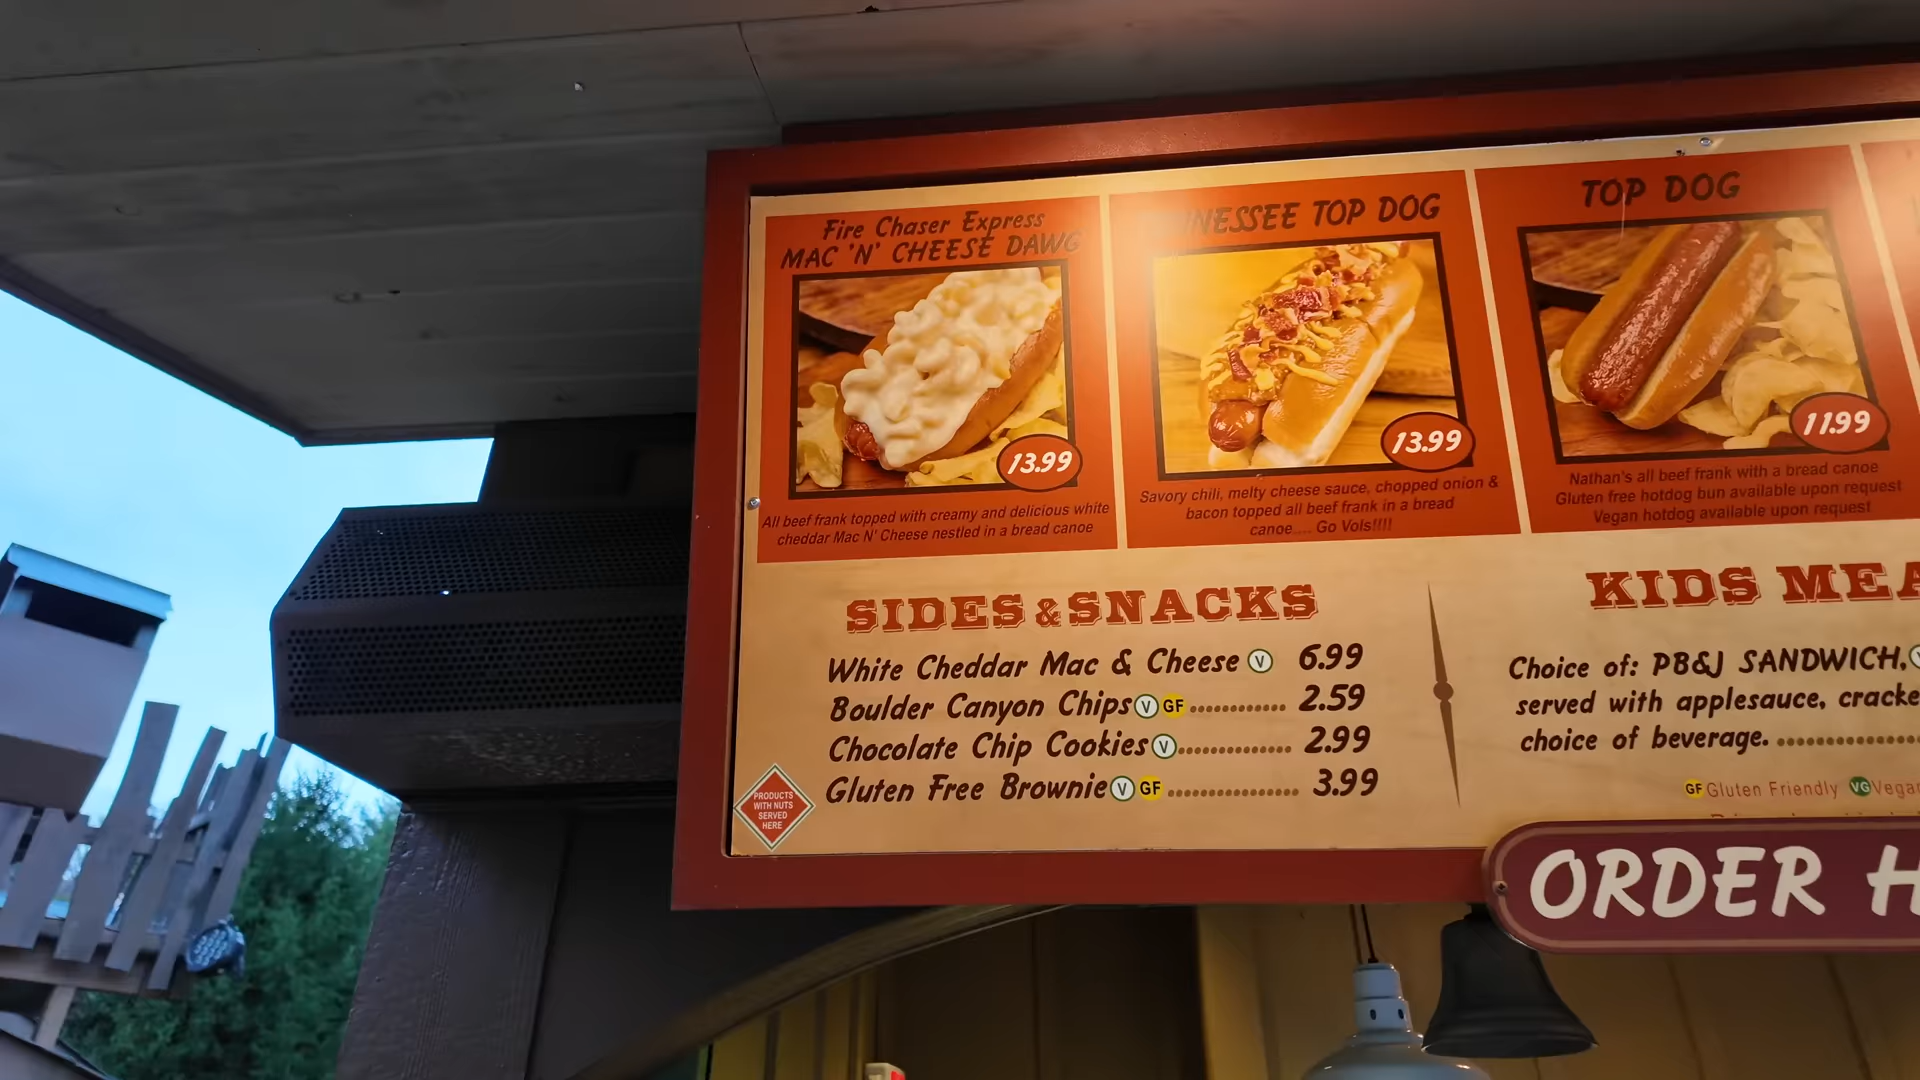 Fire Chaser Express
MAC 'N' CHEESE DAWG
13.99
All beef frank topped with creamy and delicious white
cheddar Mac N' Cheese nestled in a bread canoe
NNESSEE TOP DOG
13.99
Savory chili, melty cheese sauce, chopped onion &
bacon topped all beef frank in a bread
canoe.... Go Vols!!!!
TOP DOG
11.99
Nathan's all beef frank with a bread canoe
Gluten free hotdog bun available upon request
Vegan hotdog available upon request
SIDES & SNACKS
White Cheddar Mac & Cheese V 6.99
Boulder Canyon Chips V GF ............ 2.59
Chocolate Chip Cookies V .............. 2.99
Gluten Free Brownie V GF ................ 3.99
PRODUCTS
WITH NUTS
SERVED
HERE
KIDS MEA
Choice of: PB&J SANDWICH, V
served with applesauce, cracke
choice of beverage. .................
GF Gluten Friendly VG Vegan
ORDER H